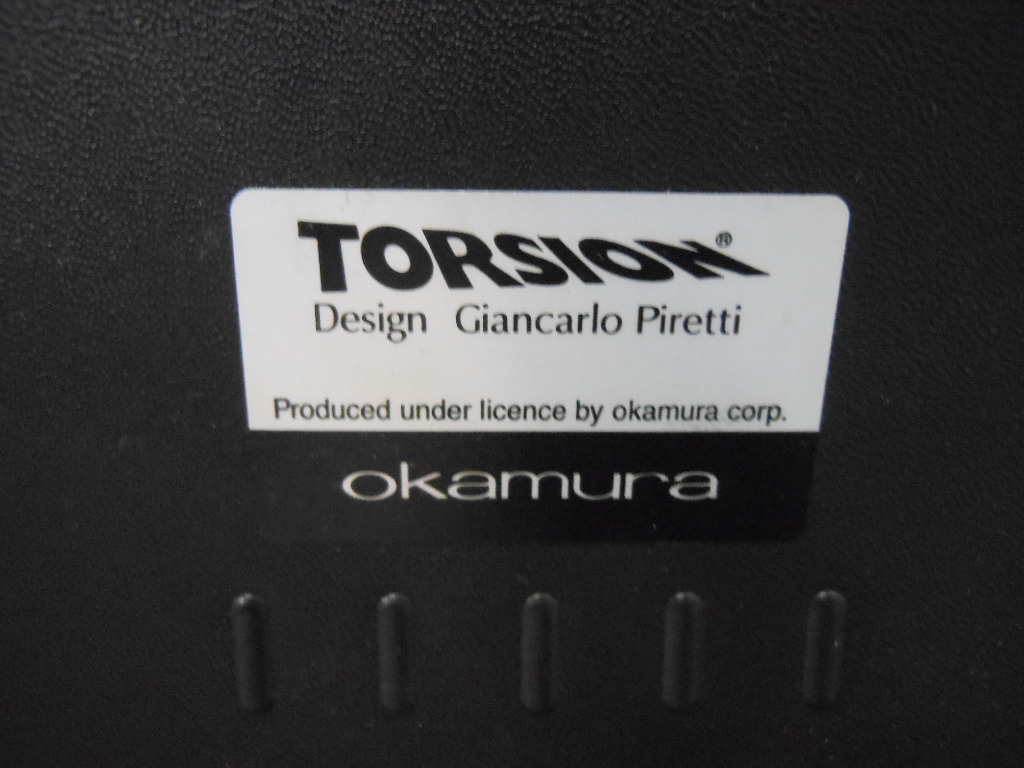 TORSION®
Design Giancarlo Piretti
Produced under licence by okamura corp.
okamura